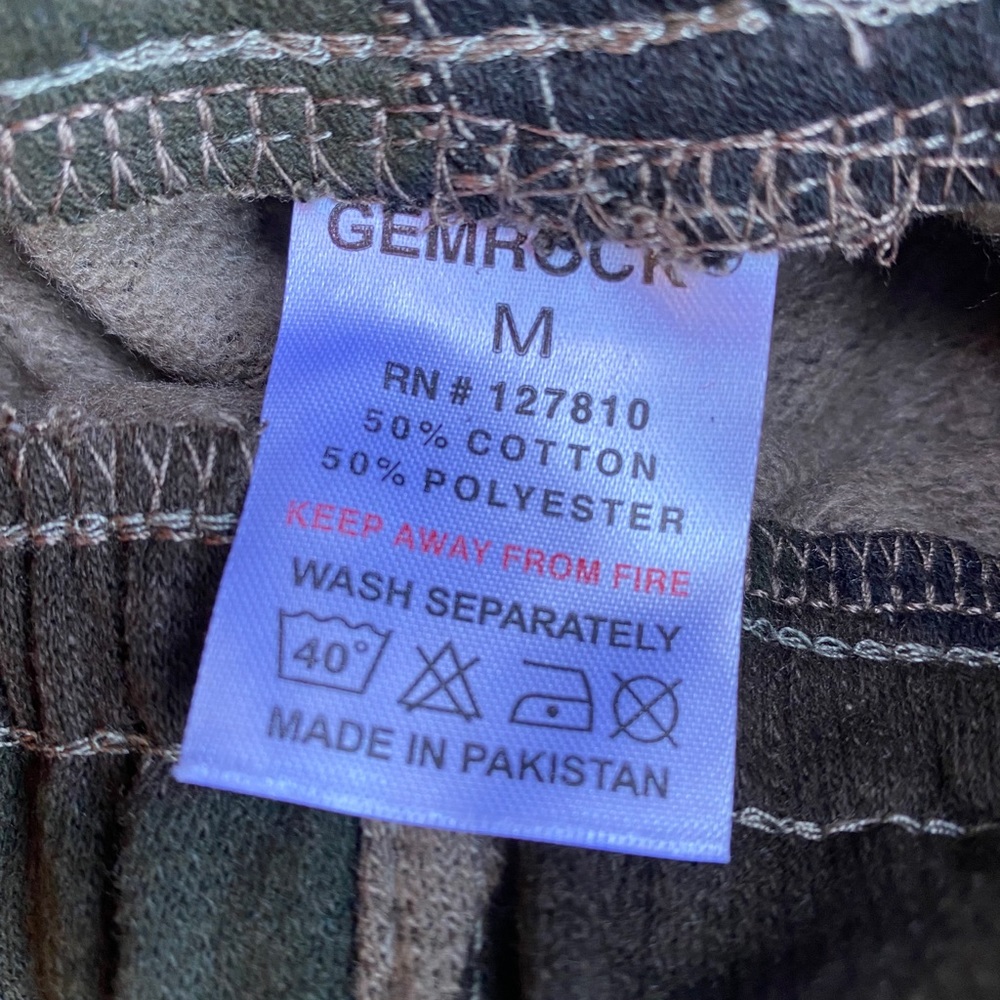 GEMROCK®
M
RN # 127810
50% COTTON
50% POLYESTER
KEEP AWAY FROM FIRE
WASH SEPARATELY
40°
MADE IN PAKISTAN